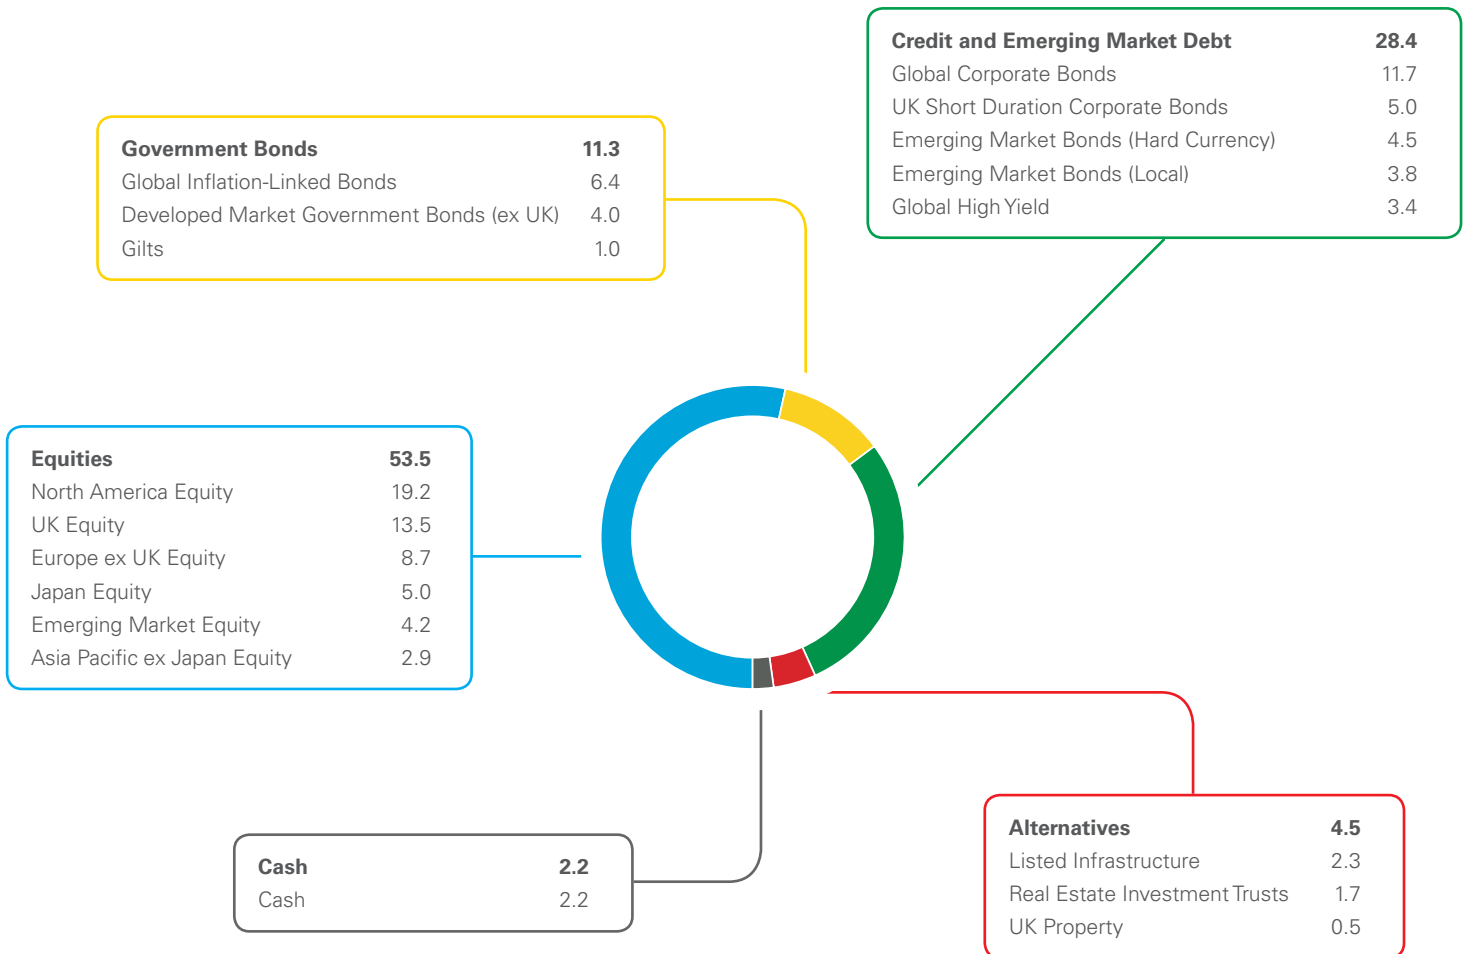 Credit and Emerging Market Debt 28.4
Global Corporate Bonds 11.7
UK Short Duration Corporate Bonds 5.0
Emerging Market Bonds (Hard Currency) 4.5
Emerging Market Bonds (Local) 3.8
Global High Yield 3.4
Government Bonds 11.3
Global Inflation-Linked Bonds 6.4
Developed Market Government Bonds (ex UK) 4.0
Gilts 1.0
Equities 53.5
North America Equity 19.2
UK Equity 13.5
Europe ex UK Equity 8.7
Japan Equity 5.0
Emerging Market Equity 4.2
Asia Pacific ex Japan Equity 2.9
Alternatives 4.5
Listed Infrastructure 2.3
Real Estate Investment Trusts 1.7
UK Property 0.5
Cash 2.2
Cash 2.2